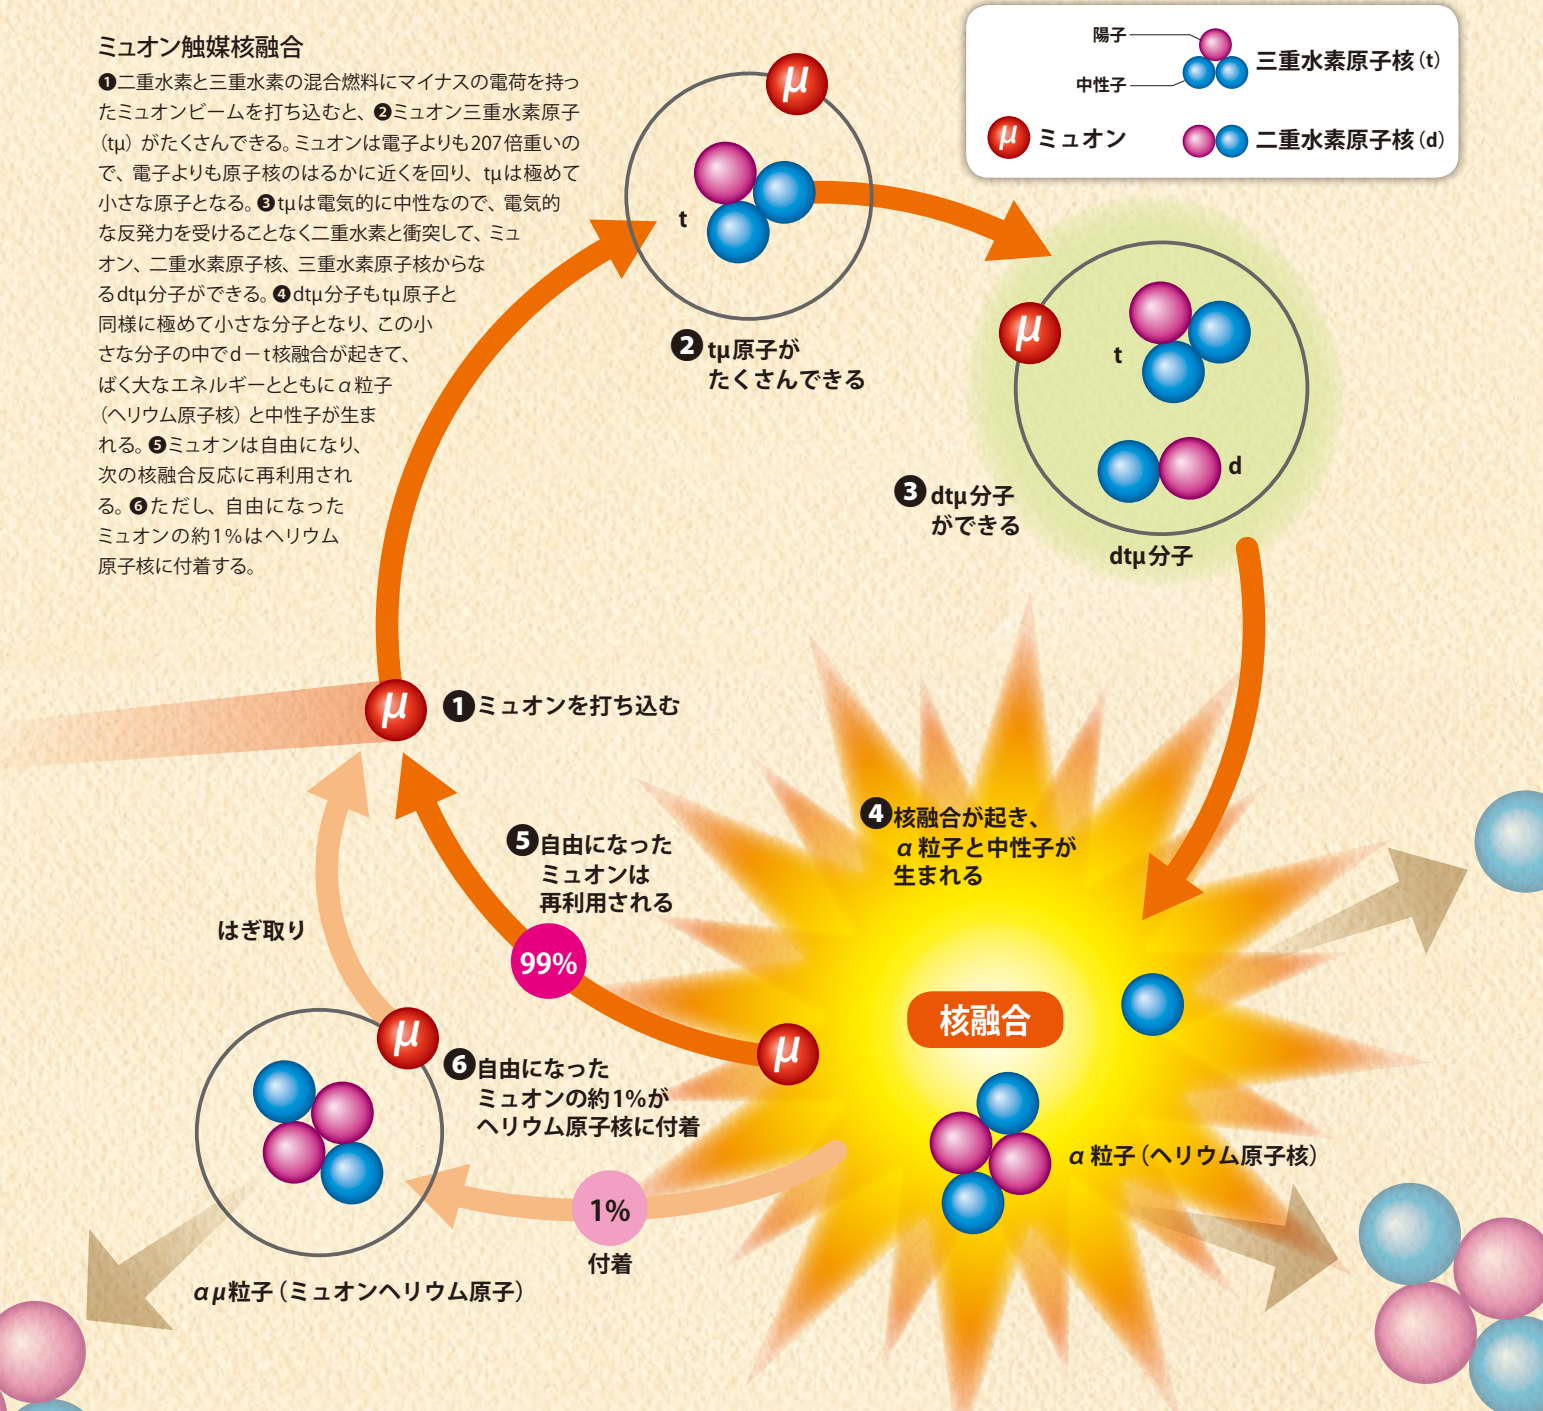 ミュオン触媒核融合
❶二重水素と三重水素の混合燃料にマイナスの電荷を持っ
たミュオンビームを打ち込むと、❷ミュオン三重水素原子
（tμ）がたくさんできる。ミュオンは電子よりも207倍重いの
で、電子よりも原子核のはるかに近くを回り、tμは極めて
小さな原子となる。❸tμは電気的に中性なので、電気的
な反発力を受けることなく二重水素と衝突して、ミュ
オン、二重水素原子核、三重水素原子核からな
るdtμ分子ができる。❹dtμ分子もtμ原子と
同様に極めて小さな分子となり、この小
さな分子の中でd－t核融合が起きて、
ばく大なエネルギーとともにα粒子
（ヘリウム原子核）と中性子が生ま
れる。❺ミュオンは自由になり、
次の核融合反応に再利用され
る。❻ただし、自由になった
ミュオンの約1%はヘリウム
原子核に付着する。
陽子
中性子
三重水素原子核（t）
μ ミュオン
二重水素原子核（d）
μ
t
❷tμ原子が
たくさんできる
μ
t
d
❸dtμ分子
ができる
dtμ分子
μ
❶ミュオンを打ち込む
❹核融合が起き、
α粒子と中性子が
生まれる
❺自由になった
ミュオンは
再利用される
99%
はぎ取り
核融合
μ
μ
❻自由になった
ミュオンの約1%が
ヘリウム原子核に付着
α粒子（ヘリウム原子核）
1%
付着
αμ粒子（ミュオンヘリウム原子）